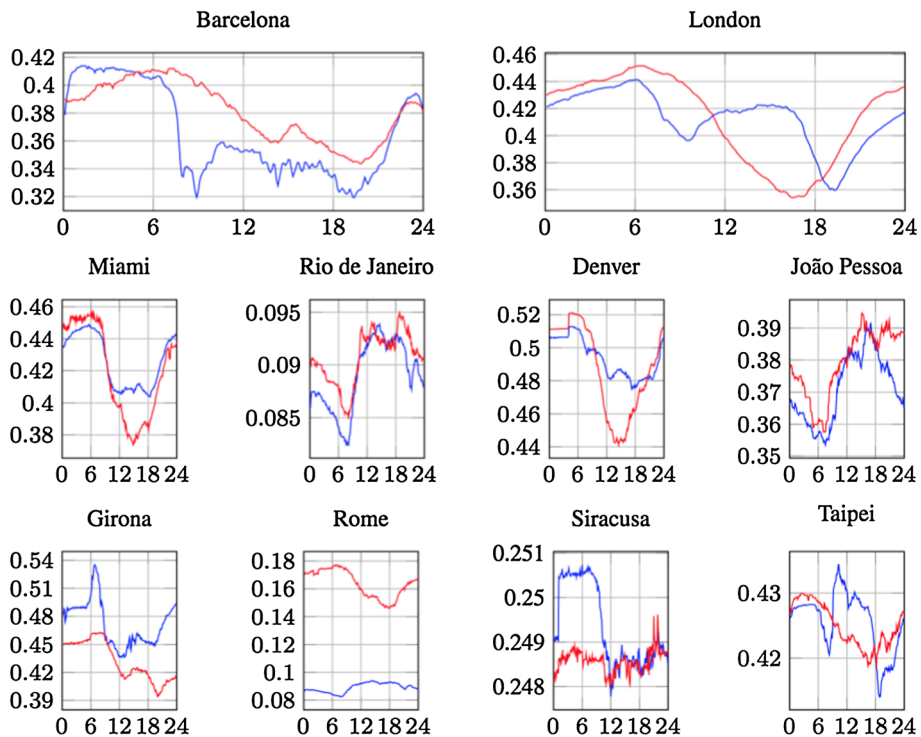 Barcelona
0.42
0.4
0.38
0.36
0.34
0.32
0 6 12 18 24
London
0.46
0.44
0.42
0.4
0.38
0.36
0 6 12 18 24
Miami
0.46
0.44
0.42
0.4
0.38
0 6 12 18 24
Rio de Janeiro
0.095
0.09
0.085
0 6 12 18 24
Denver
0.52
0.5
0.48
0.46
0.44
0 6 12 18 24
João Pessoa
0.39
0.38
0.37
0.36
0.35
0 6 12 18 24
Girona
0.54
0.51
0.48
0.45
0.42
0.39
0 6 12 18 24
Rome
0.18
0.16
0.14
0.12
0.1
0.08
0 6 12 18 24
Siracusa
0.251
0.25
0.249
0.248
0 6 12 18 24
Taipei
0.43
0.42
0 6 12 18 24